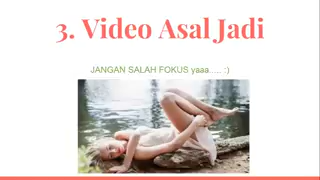 3. Video Asal Jadi
JANGAN SALAH FOKUS yaaa..... :)